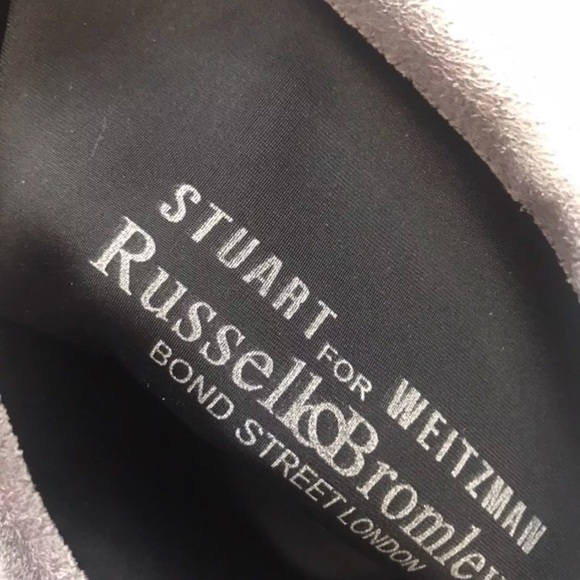 STUART WEITZMAN
FOR
Russell&Bromley
BOND STREET LONDON